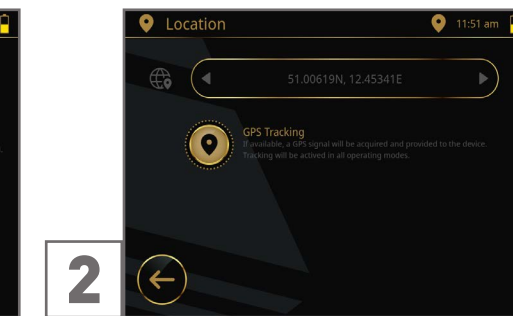 Location
11:51 am
51.00619N, 12.45341E
GPS Tracking
If available, a GPS signal will be acquired and provided to the device.
Tracking will be actived in all operating modes.
2